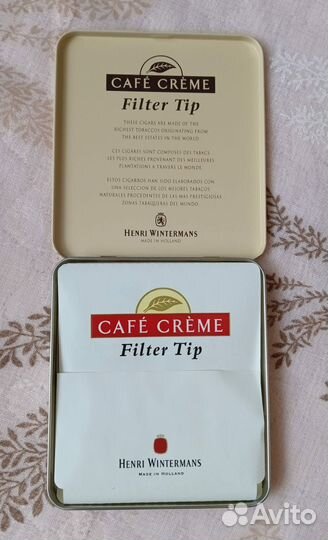 CAFÉ CRÈME
Filter Tip
THESE CIGARS ARE MADE OF THE
RICHEST TOBACCOS ORIGINATING FROM
THE BEST ESTATES IN THE WORLD
CES CIGARES SONT COMPOSES DES TABACS
LES PLUS RICHES PROVENANT DES MEILLEURES
PLANTATIONS A TRAVERS LE MONDE
ESTOS CIGARROS HAN SIDO ELABORADOS CON
UNA SELECCION DE LOS MEJORES TABACOS
NATURALES PROCEDENTES DE LAS MAS PRESTIGIOSAS
ZONAS TABAQUERAS DEL MUNDO
HENRI WINTERMANS
MADE IN HOLLAND
CAFÉ CRÈME
Filter Tip
HENRI WINTERMANS
MADE IN HOLLAND
Avito